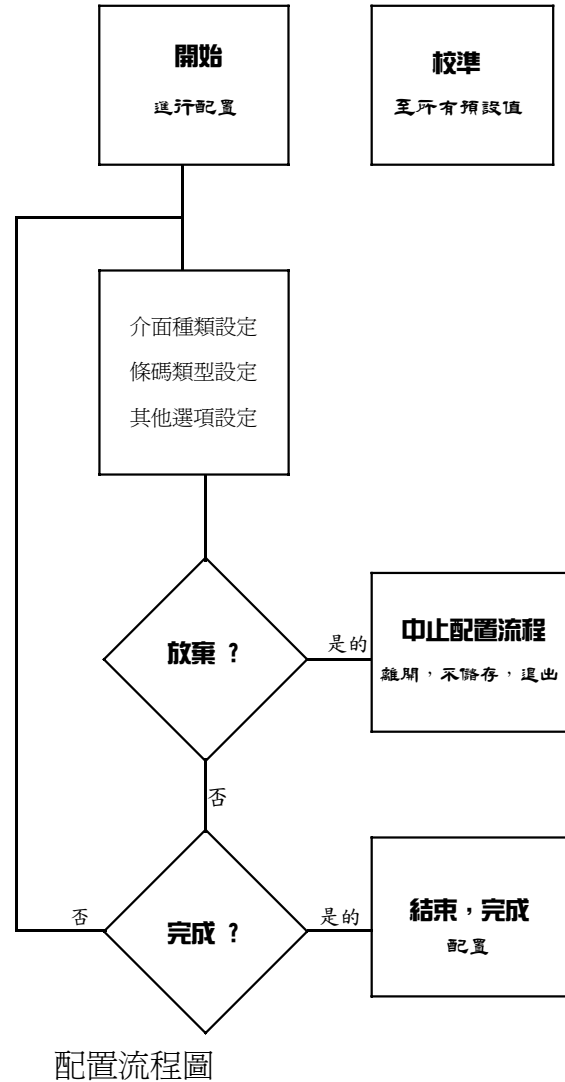 開始
進行配置
校準
至所有預設值
介面種類設定
條碼類型設定
其他選項設定
放棄 ?
是的
中止配置流程
離開，不儲存，退出
否
完成 ?
否
是的
結束，完成
配置
配置流程圖